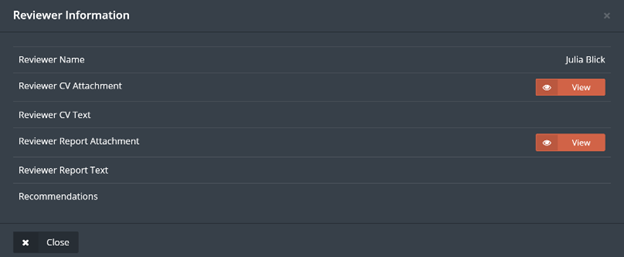 Reviewer Information
Reviewer Name Julia Blick
Reviewer CV Attachment View
Reviewer CV Text
Reviewer Report Attachment View
Reviewer Report Text
Recommendations
Close